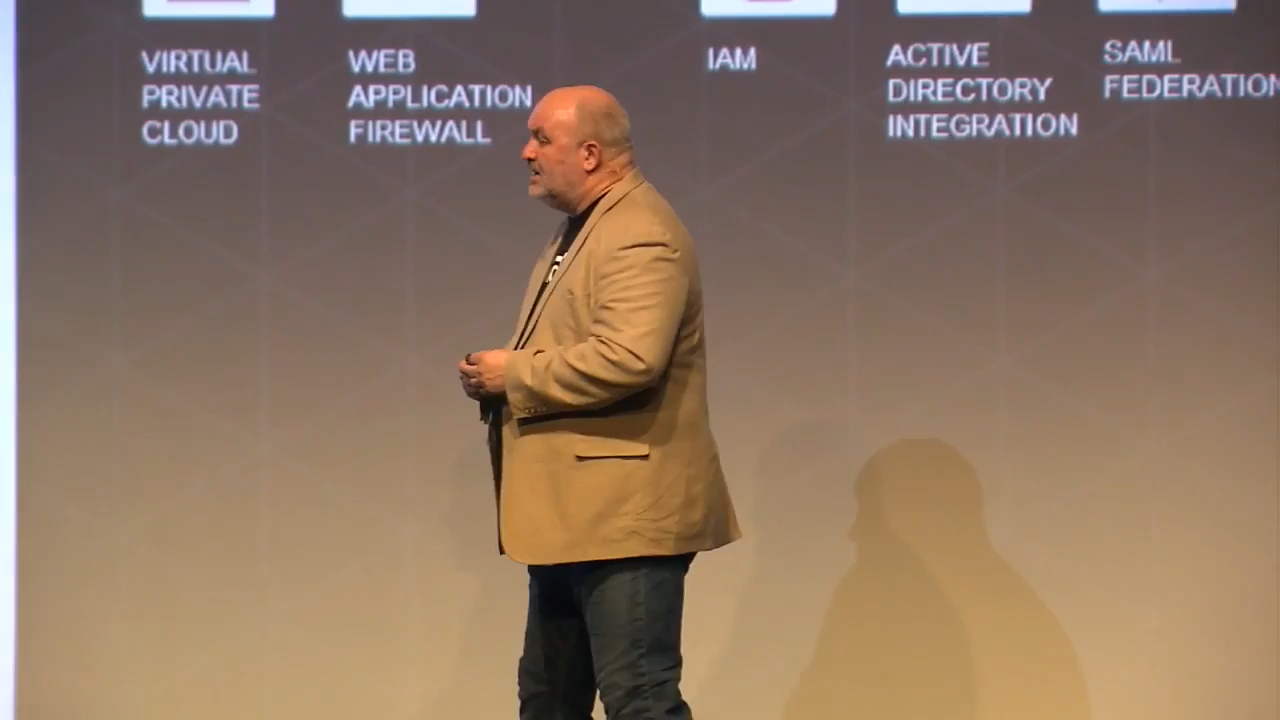 VIRTUAL
PRIVATE
CLOUD
WEB
APPLICATION
FIREWALL
IAM
ACTIVE
DIRECTORY
INTEGRATION
SAML
FEDERATION